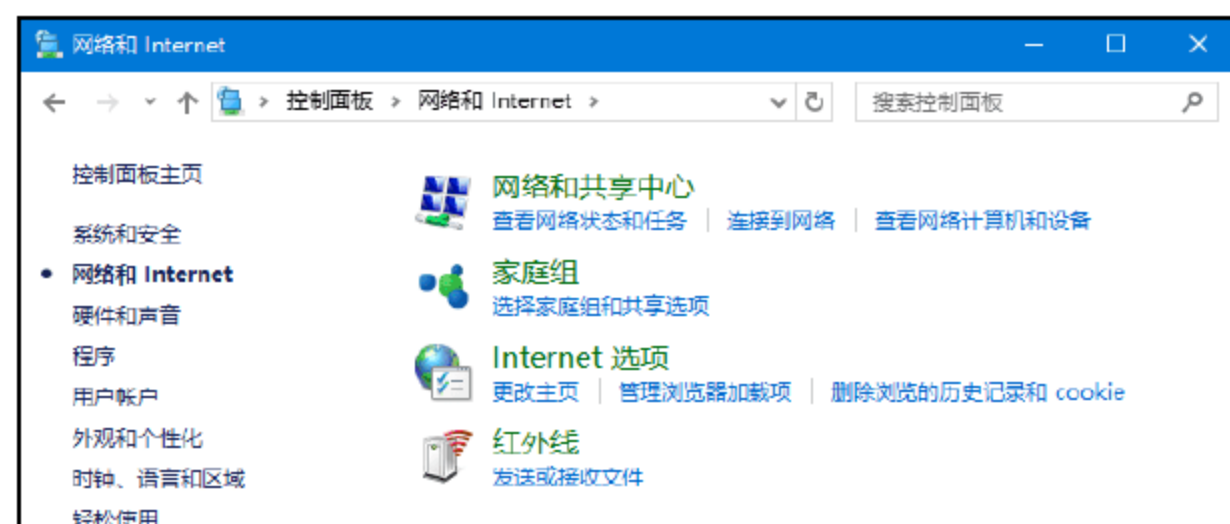 网络和 Internet
控制面板 > 网络和 Internet >
搜索控制面板
控制面板主页
系统和安全
网络和 Internet
硬件和声音
程序
用户帐户
外观和个性化
时钟、语言和区域
轻松使用
网络和共享中心
查看网络状态和任务 | 连接到网络 | 查看网络计算机和设备
家庭组
选择家庭组和共享选项
Internet 选项
更改主页 | 管理浏览器加载项 | 删除浏览的历史记录和 cookie
红外线
发送或接收文件